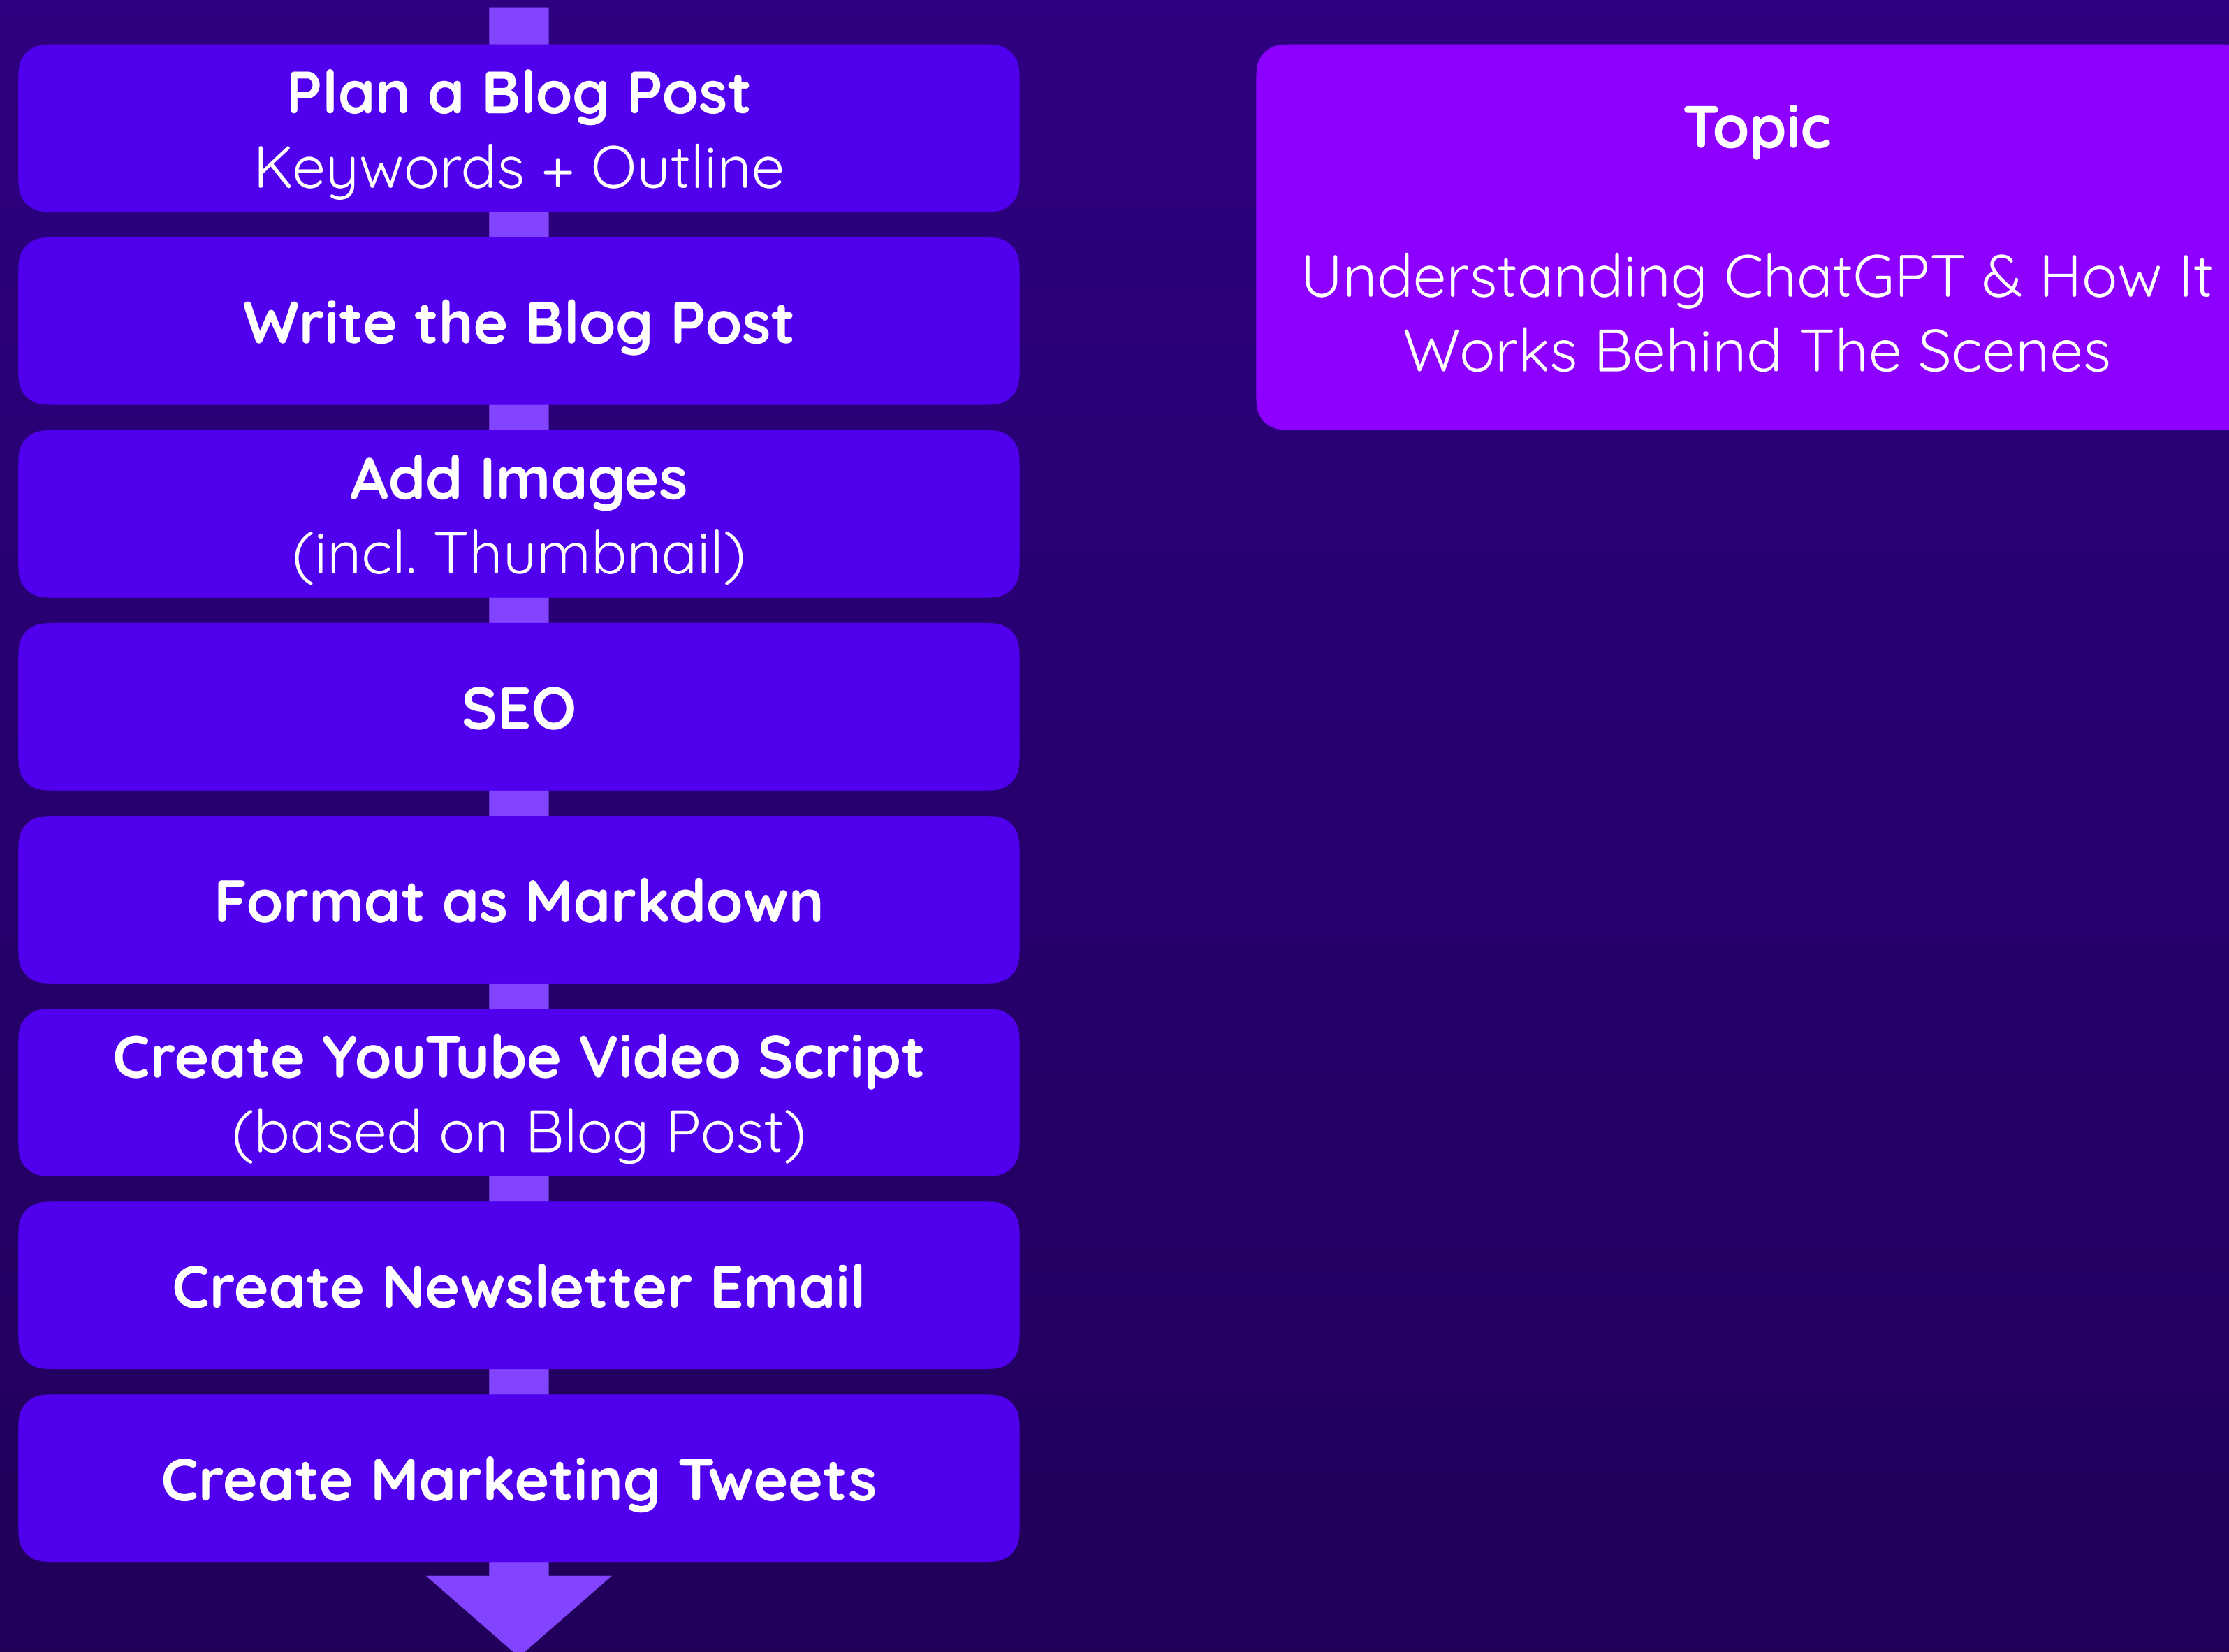 Plan a Blog Post
Keywords + Outline
Write the Blog Post
Add Images
(incl. Thumbnail)
SEO
Format as Markdown
Create YouTube Video Script
(based on Blog Post)
Create Newsletter Email
Create Marketing Tweets
Topic
Understanding ChatGPT & How It
Works Behind The Scenes